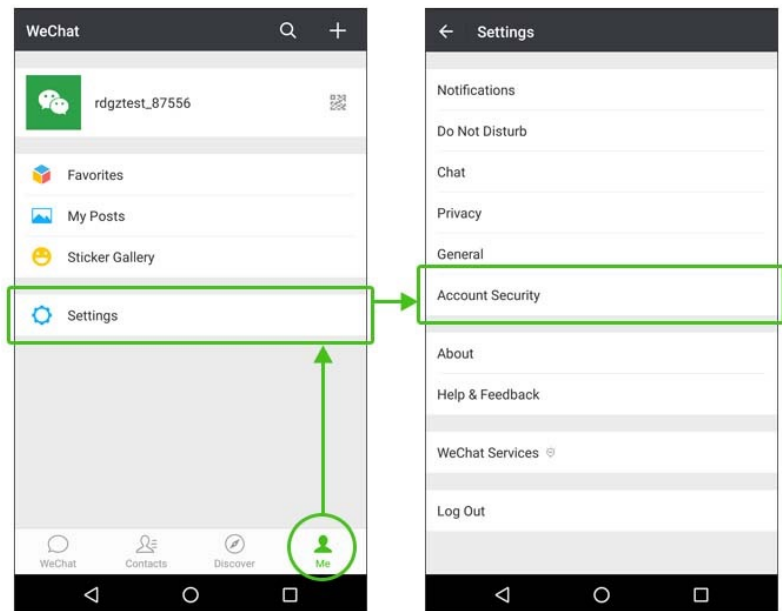 WeChat
rdgztest_87556
Favorites
My Posts
Sticker Gallery
Settings
WeChat
Contacts
Discover
Me
Settings
Notifications
Do Not Disturb
Chat
Privacy
General
Account Security
About
Help & Feedback
WeChat Services
Log Out